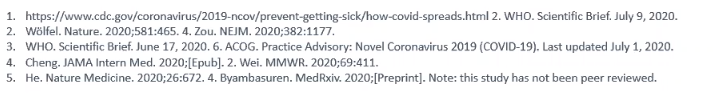 1. https://www.cdc.gov/coronavirus/2019-ncov/prevent-getting-sick/how-covid-spreads.html 2. WHO. Scientific Brief. July 9, 2020.
2. Wölfel. Nature. 2020;581:465. 4. Zou. NEJM. 2020;382:1177.
3. WHO. Scientific Brief. June 17, 2020. 6. ACOG. Practice Advisory: Novel Coronavirus 2019 (COVID-19). Last updated July 1, 2020.
4. Cheng. JAMA Intern Med. 2020;[Epub]. 2. Wei. MMWR. 2020;69:411.
5. He. Nature Medicine. 2020;26:672. 4. Byambasuren. MedRxiv. 2020;[Preprint]. Note: this study has not been peer reviewed.